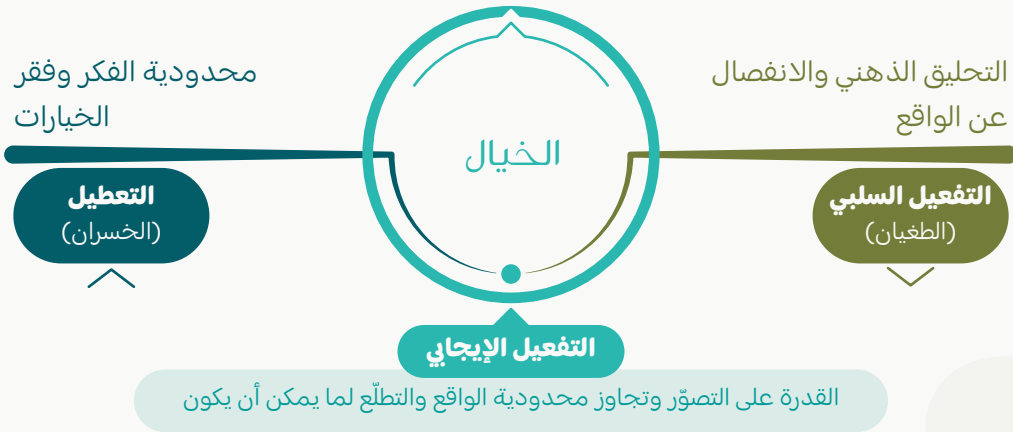 التحليق الذهني والانفصال
عن الواقع
التفعيل السلبي
(الطغيان)
الخيال
محدودية الفكر وفقر
الخيارات
التعطيل
(الخسران)
التفعيل الإيجابي
القدرة على التصوّر وتجاوز محدودية الواقع والتطلّع لما يمكن أن يكون